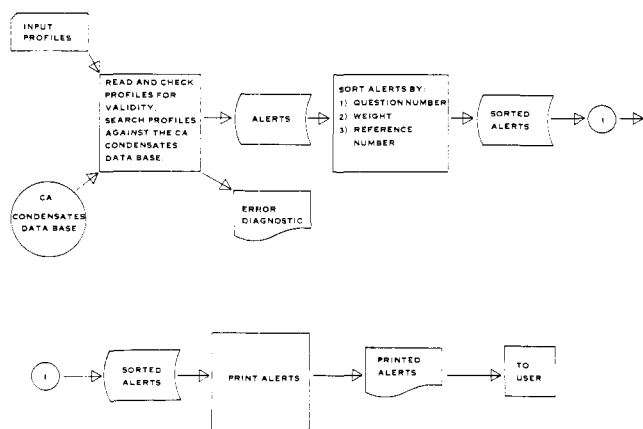 INPUT
PROFILES
READ AND CHECK
PROFILES FOR
VALIDITY.
SEARCH PROFILES
AGAINST THE CA
CONDENSATES
DATA BASE.
ALERTS
SORT ALERTS BY:
1) QUESTION NUMBER
2) WEIGHT
3) REFERENCE
NUMBER
SORTED
ALERTS
1
CA
CONDENSATES
DATA BASE
ERROR
DIAGNOSTIC
1
SORTED
ALERTS
PRINT ALERTS
PRINTED
ALERTS
TO
USER